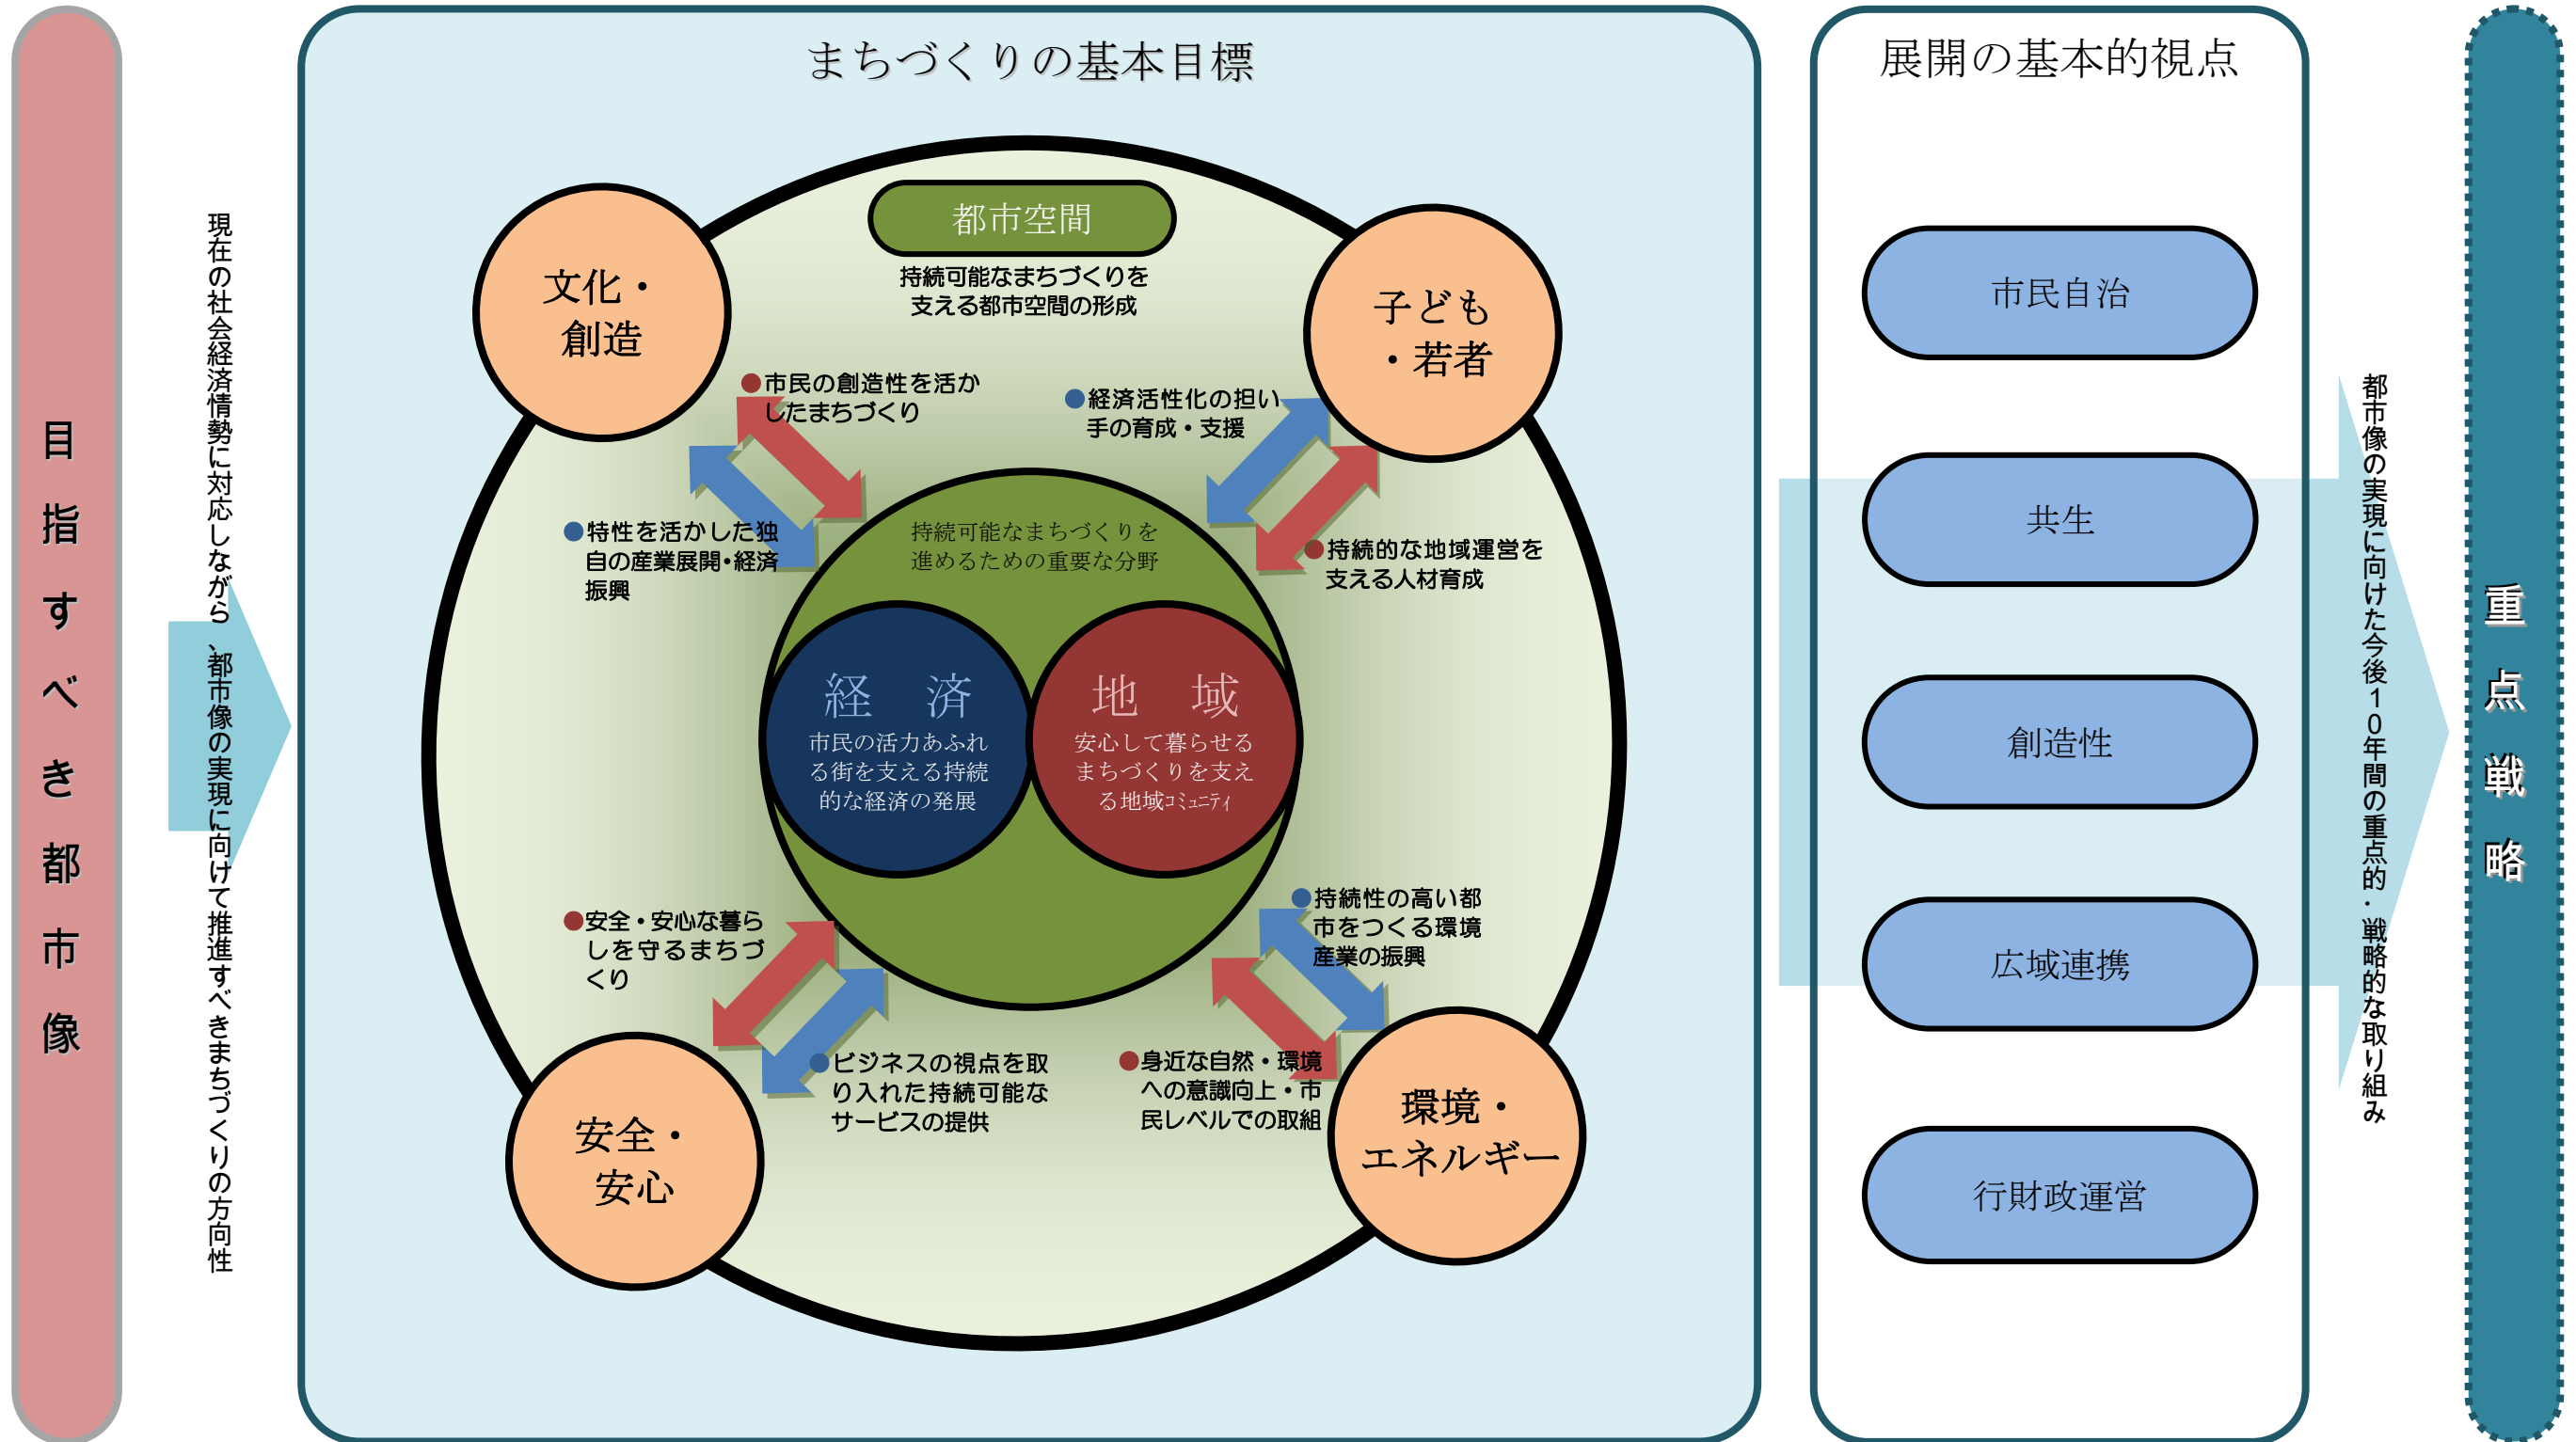 目指すべき都市像
現在の社会経済情勢に対応しながら、都市像の実現に向けて推進すべきまちづくりの方向性
まちづくりの基本目標
都市空間
持続可能なまちづくりを
支える都市空間の形成
文化・
創造
子ども
・若者
●市民の創造性を活か
したまちづくり
●経済活性化の担い
手の育成・支援
●特性を活かした独
自の産業展開・経済
振興
●持続的な地域運営を
支える人材育成
持続可能なまちづくりを
進めるための重要な分野
経　済
市民の活力あふれ
る街を支える持続
的な経済の発展
地　域
安心して暮らせる
まちづくりを支え
る地域ｺﾐｭﾆﾃｨ
●安全・安心な暮ら
しを守るまちづ
くり
●持続性の高い都
市をつくる環境
産業の振興
●ビジネスの視点を取
り入れた持続可能な
サービスの提供
●身近な自然・環境
への意識向上・市
民レベルでの取組
安全・
安心
環境・
エネルギー
展開の基本的視点
市民自治
共生
創造性
広域連携
行財政運営
都市像の実現に向けた今後１０年間の重点的・戦略的な取り組み
重点戦略